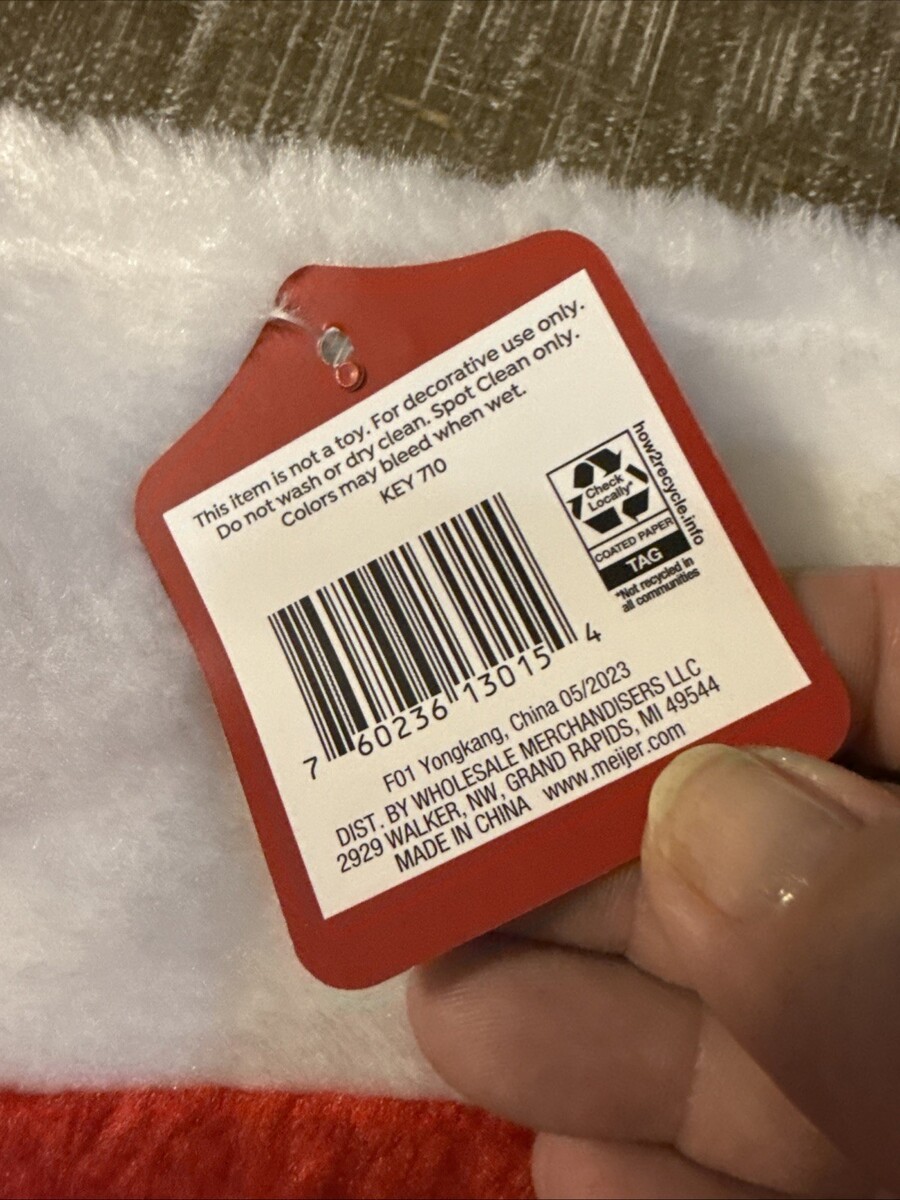 This item is not a toy. For decorative use only.
Do not wash or dry clean. Spot Clean only.
Colors may bleed when wet.
KEY 710
Check
Locally*
COATED PAPER
TAG
*Not recycled in
all communities
how2recycle.info
7 60236 13015 4
F01 Yongkang, China 05/2023
DIST. BY WHOLESALE MERCHANDISERS LLC
2929 WALKER, NW, GRAND RAPIDS, MI 49544
MADE IN CHINA www.meijer.com